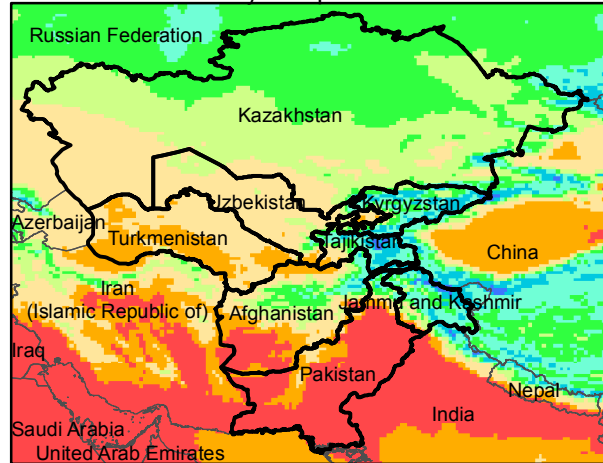 Russian Federation
Kazakhstan
Uzbekistan
Kyrgyzstan
Azerbaijan
Turkmenistan
Tajikistan
China
Iran
(Islamic Republic of)
Afghanistan
Jammu and Kashmir
Iraq
Pakistan
Nepal
India
Saudi Arabia
United Arab Emirates